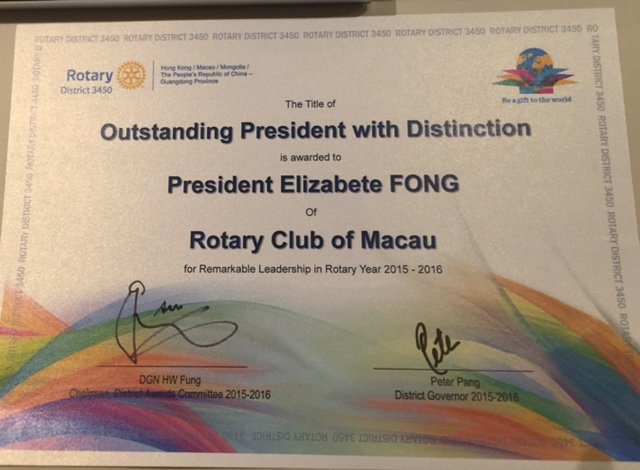 ROTARY DISTRICT 3450 ROTARY DISTRICT 3450 ROTARY DISTRICT 3450 ROTARY DISTRICT 3450 ROTARY DISTRICT 3450
Rotary
District 3450
Hong Kong / Macao / Mongolia /
The People's Republic of China –
Guangdong Province
Be a gift to the world
The Title of
Outstanding President with Distinction
is awarded to
President Elizabete FONG
Of
Rotary Club of Macau
for Remarkable Leadership in Rotary Year 2015 - 2016
Pete
DGN HW Fung
Chairman, District Awards Committee 2015-2016
Peter Pang
District Governor 2015-2016